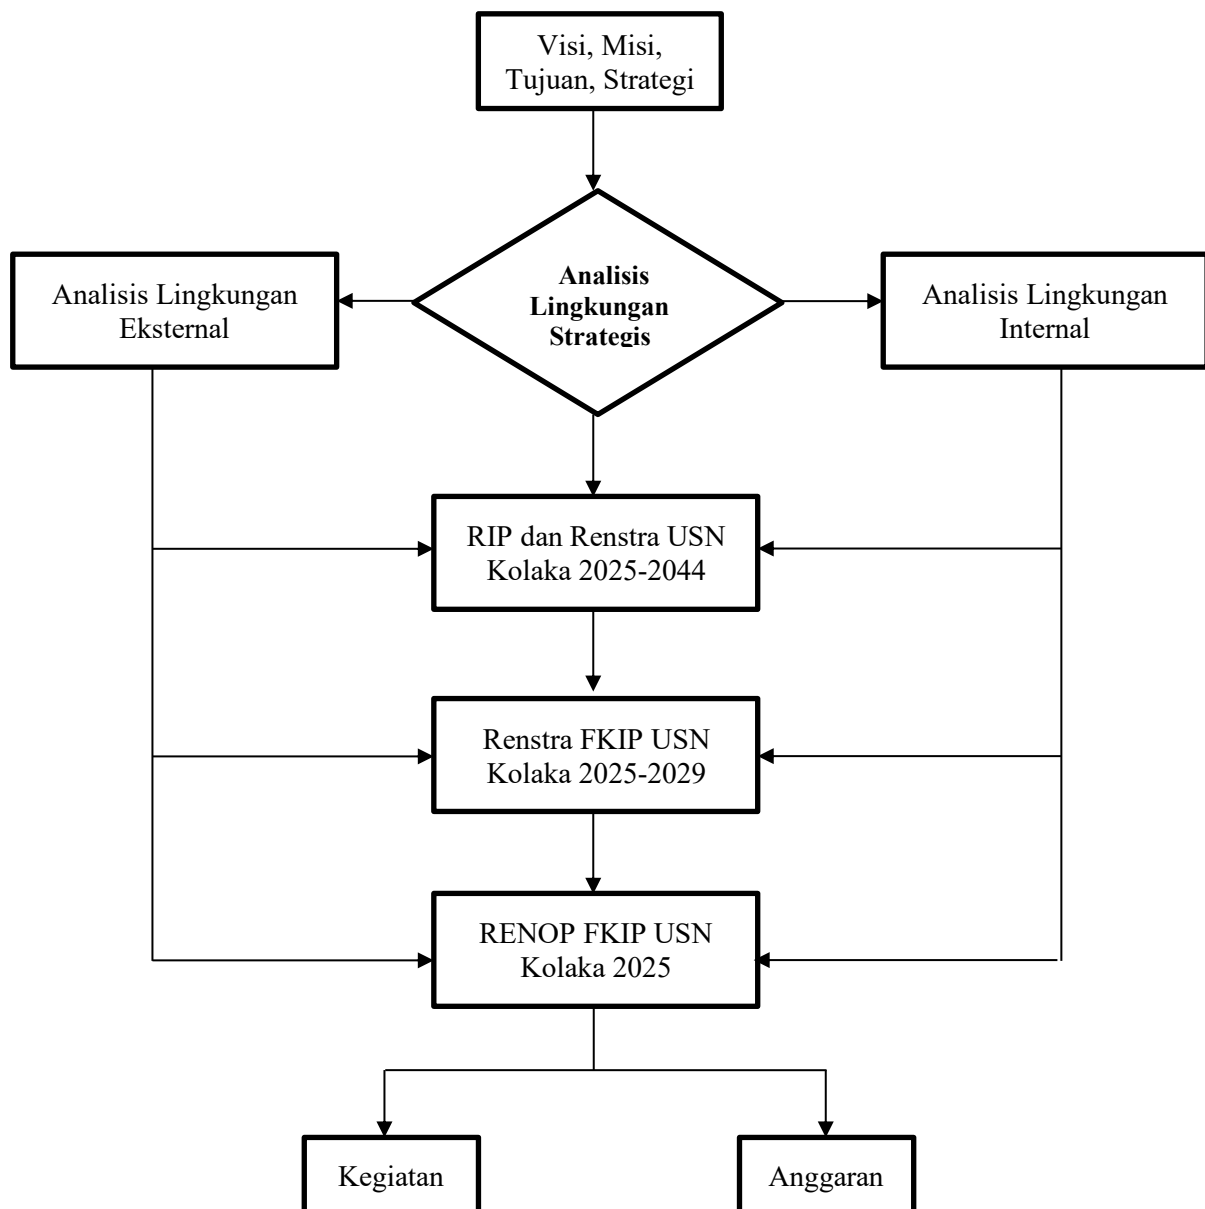 Visi, Misi,
Tujuan, Strategi
Analisis
Lingkungan
Strategis
Analisis Lingkungan
Eksternal
Analisis Lingkungan
Internal
RIP dan Renstra USN
Kolaka 2025-2044
Renstra FKIP USN
Kolaka 2025-2029
RENOP FKIP USN
Kolaka 2025
Kegiatan
Anggaran